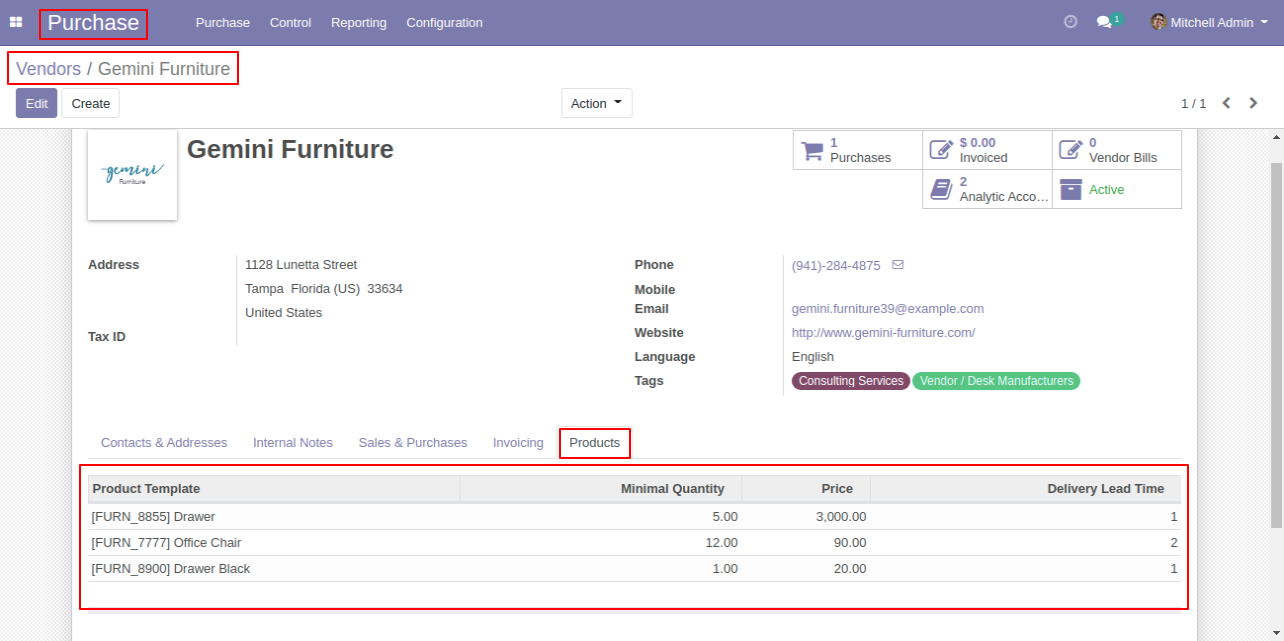 Purchase Purchase Control Reporting Configuration 1 Mitchell Admin
Vendors / Gemini Furniture
Edit Create Action 1 / 1
gemini
Furniture
Gemini Furniture
1 Purchases
$ 0.00 Invoiced
0 Vendor Bills
2 Analytic Acco…
Active
Address 1128 Lunetta Street
Tampa Florida (US) 33634
United States
Tax ID
Phone (941)-284-4875
Mobile
Email gemini.furniture39@example.com
Website http://www.gemini-furniture.com/
Language English
Tags Consulting Services Vendor / Desk Manufacturers
Contacts & Addresses Internal Notes Sales & Purchases Invoicing Products
Product Template Minimal Quantity Price Delivery Lead Time
[FURN_8855] Drawer 5.00 3,000.00 1
[FURN_7777] Office Chair 12.00 90.00 2
[FURN_8900] Drawer Black 1.00 20.00 1